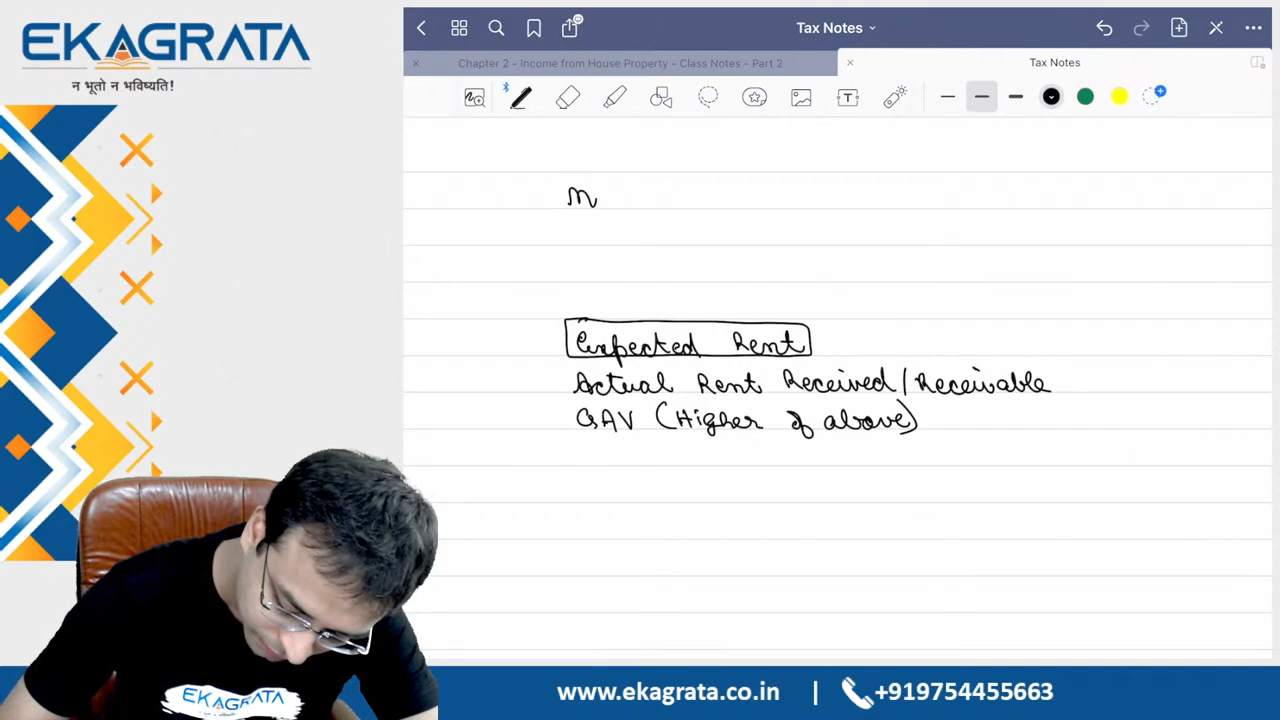 EKAGRATA
न भूतो न भविष्यति!
Tax Notes
Chapter 2 - Income from House Property - Class Notes - Part 2
Tax Notes
T
m
Expected Rent
Actual Rent Received/Receivable
GAV (Higher of above)
EKAGRATA
www.ekagrata.co.in | +919754455663